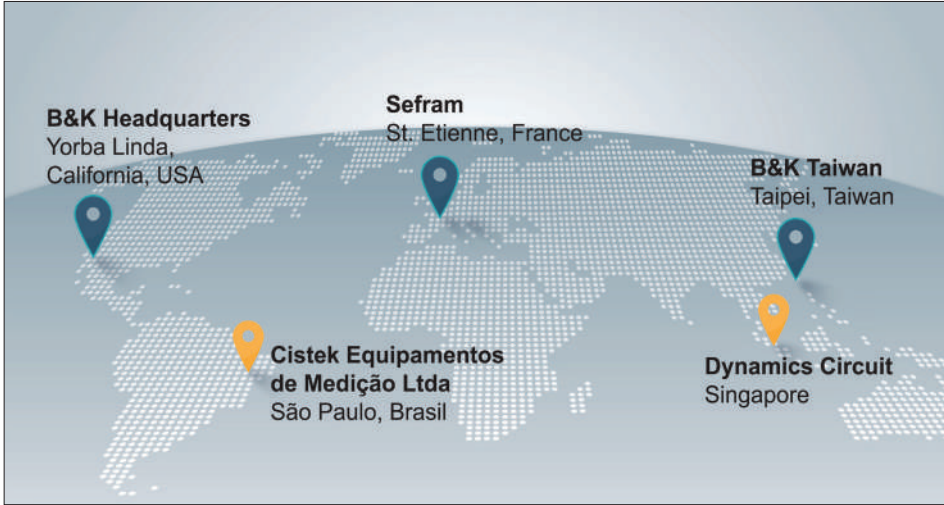 B&K Headquarters
Yorba Linda,
California, USA
Sefram
St. Etienne, France
B&K Taiwan
Taipei, Taiwan
Cistek Equipamentos
de Medição Ltda
São Paulo, Brasil
Dynamics Circuit
Singapore